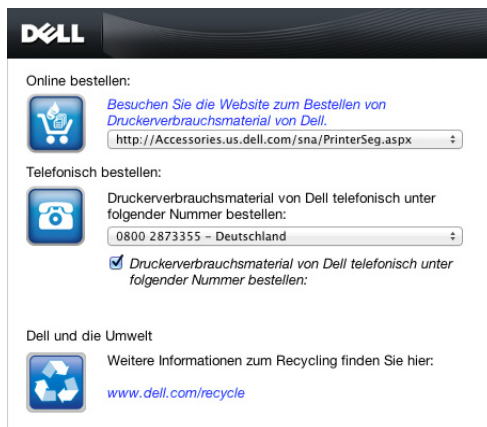 DELL
Online bestellen:
Besuchen Sie die Website zum Bestellen von
Druckerverbrauchsmaterial von Dell.
http://Accessories.us.dell.com/sna/PrinterSeg.aspx
Telefonisch bestellen:
Druckerverbrauchsmaterial von Dell telefonisch unter
folgender Nummer bestellen:
0800 2873355 – Deutschland
Druckerverbrauchsmaterial von Dell telefonisch unter
folgender Nummer bestellen:
Dell und die Umwelt
Weitere Informationen zum Recycling finden Sie hier:
www.dell.com/recycle